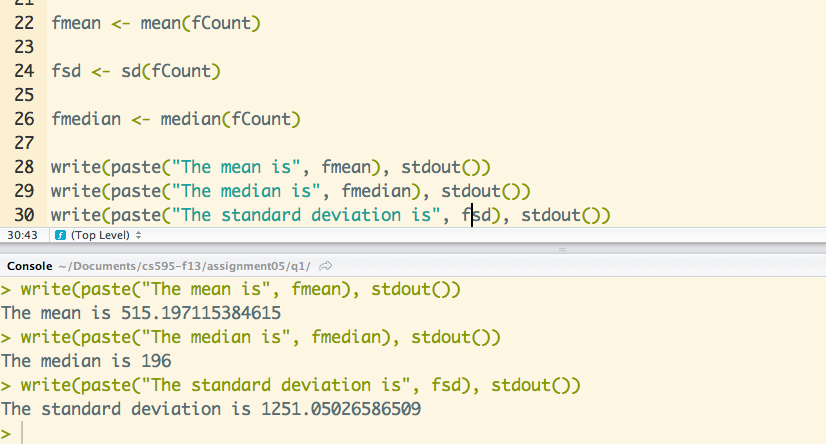 22 fmean <- mean(fCount)
23
24 fsd <- sd(fCount)
25
26 fmedian <- median(fCount)
27
28 write(paste("The mean is", fmean), stdout())
29 write(paste("The median is", fmedian), stdout())
30 write(paste("The standard deviation is", fsd), stdout())
30:43 (Top Level)
Console ~/Documents/cs595-f13/assignment05/q1/
> write(paste("The mean is", fmean), stdout())
The mean is 515.197115384615
> write(paste("The median is", fmedian), stdout())
The median is 196
> write(paste("The standard deviation is", fsd), stdout())
The standard deviation is 1251.05026586509
>